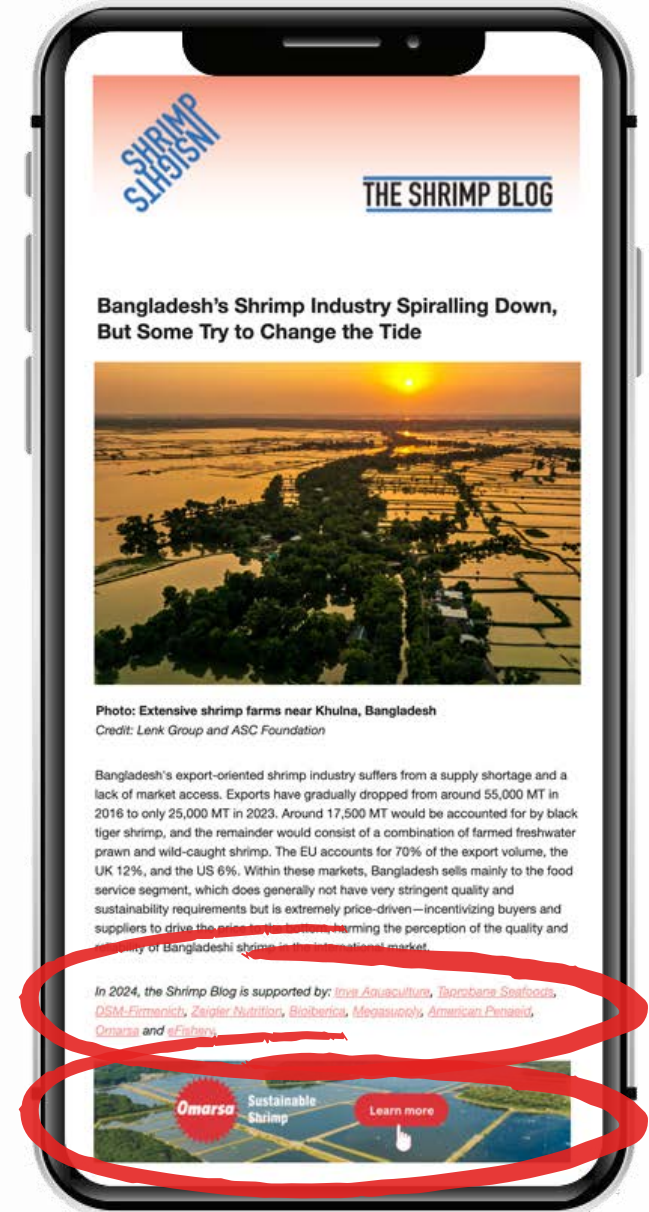 SHRIMP
INSIGHTS
THE SHRIMP BLOG
Bangladesh's Shrimp Industry Spiralling Down,
But Some Try to Change the Tide
Photo: Extensive shrimp farms near Khulna, Bangladesh
Credit: Lenk Group and ASC Foundation
Bangladesh's export-oriented shrimp industry suffers from a supply shortage and a
lack of market access. Exports have gradually dropped from around 55,000 MT in
2016 to only 25,000 MT in 2023. Around 17,500 MT would be accounted for by black
tiger shrimp, and the remainder would consist of a combination of farmed freshwater
prawn and wild-caught shrimp. The EU accounts for 70% of the export volume, the
UK 12%, and the US 6%. Within these markets, Bangladesh sells mainly to the food
service segment, which does generally not have very stringent quality and
sustainability requirements but is extremely price-driven—incentivizing buyers and
suppliers to drive the price to the bottom, harming the perception of the quality and
reliability of Bangladeshi shrimp in the international market.
In 2024, the Shrimp Blog is supported by: Inve Aquaculture, Taprobane Seafoods,
DSM-Firmenich, Zeigler Nutrition, Bioiberica, Megasupply, American Penaeid,
Omarsa and eFishery.
Omarsa
Sustainable
Shrimp
Learn more